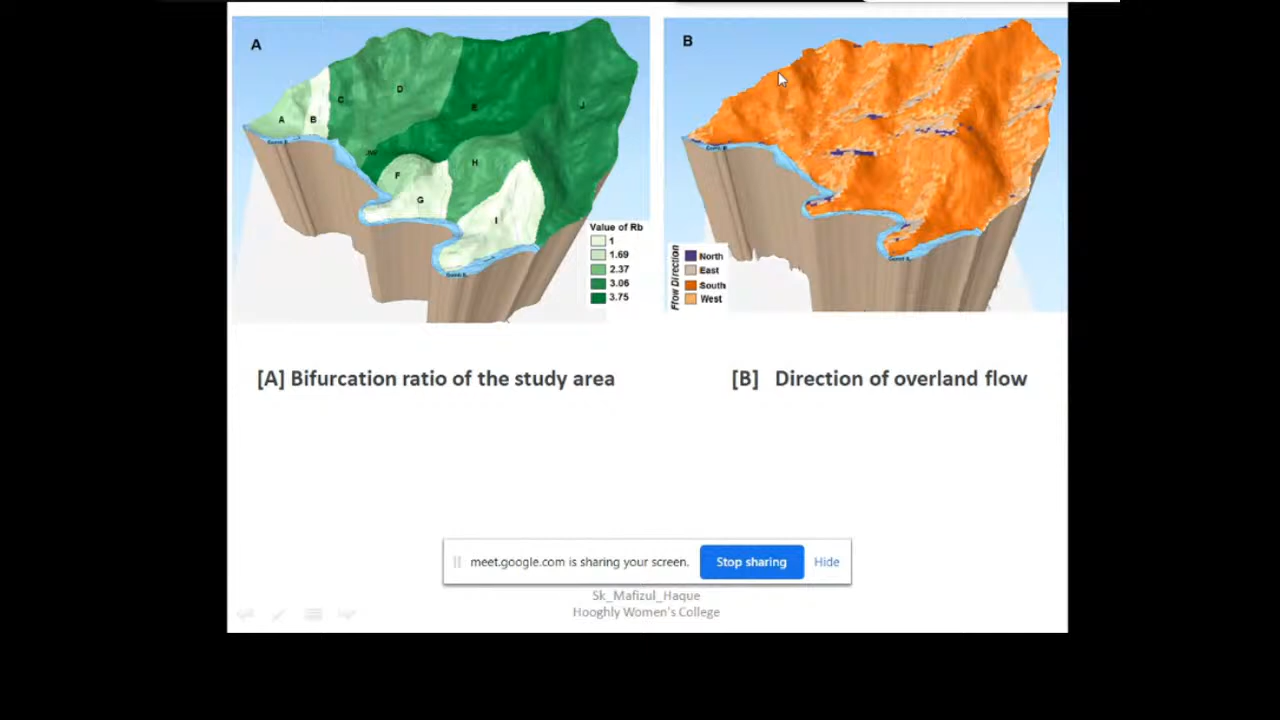 A
B
A
B
C
D
E
J
F
G
H
I
Value of Rb
1
1.69
2.37
3.06
3.75
Flow Direction
North
East
South
West
[A] Bifurcation ratio of the study area
[B] Direction of overland flow
meet.google.com is sharing your screen.
Stop sharing
Hide
Sk_Mafizul_Haque
Hooghly Women's College